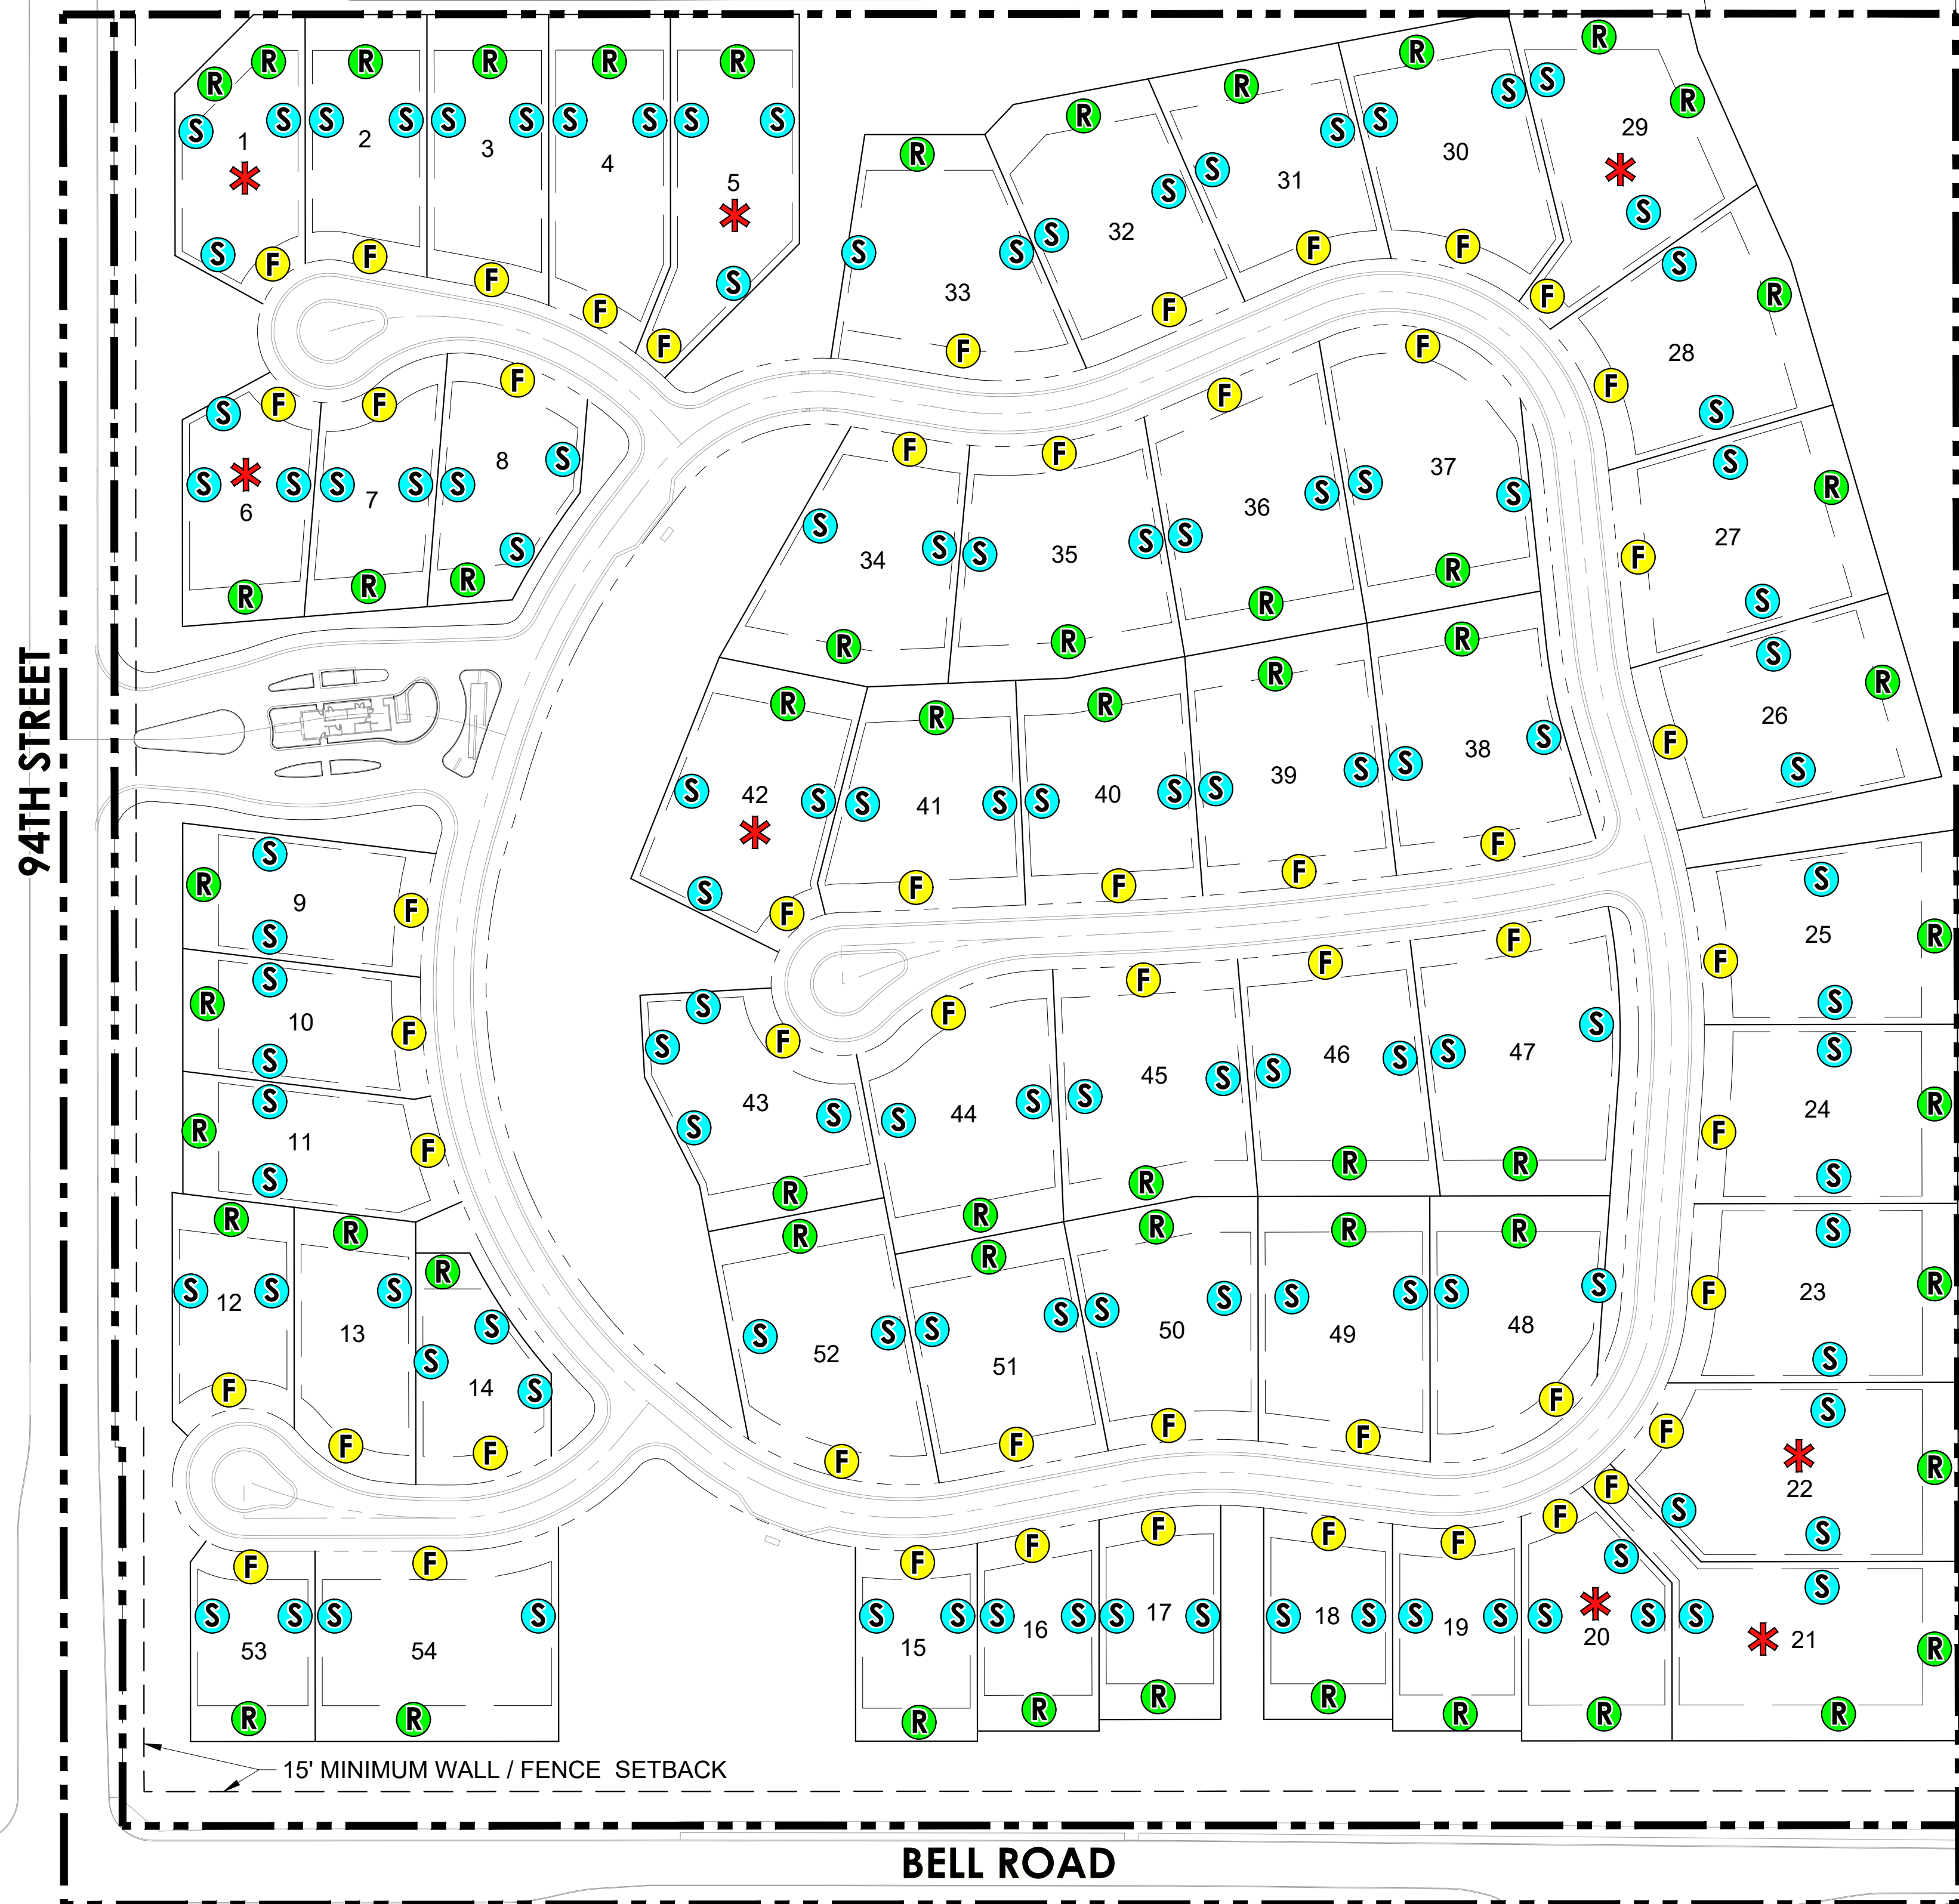 R R R R R R
S S S S S S S S S S
1 2 3 4 5
S F F F F F S
R R R R R R R
S S S S S S S S S S
33 32 31 30 29
F F F F F
S F F F F
S S S S S S S
6 7 8
R R R S
S R
28
F S
F F F F
S S S S S S S S
34 35 36 37
R R R R
S R
27
F S
S R
26
F S
94TH STREET
R R R R R
S S S S S S S S S S
42 41 40 39 38
S F F F F F
S
R 9 F
S
S
R 10 F
S
S
R 11 F
S
S
25 R
F S
S
24 R
F S
S
23 R
F S
S F F F F F
S S S S S S S S S S S
43 44 45 46 47
R R R R R
R R R
S S S S S S
12 13 14
F F F
R R R R R
S S S S S S S S S S
52 51 50 49 48
F F F F F
F S
22 R
S S
F F
S S S S
53 54
R R
F F F F F F F
S S S S S S S S S S S S S S S
15 16 17 18 19 20 21 R
R R R R R R R
15' MINIMUM WALL / FENCE SETBACK
BELL ROAD